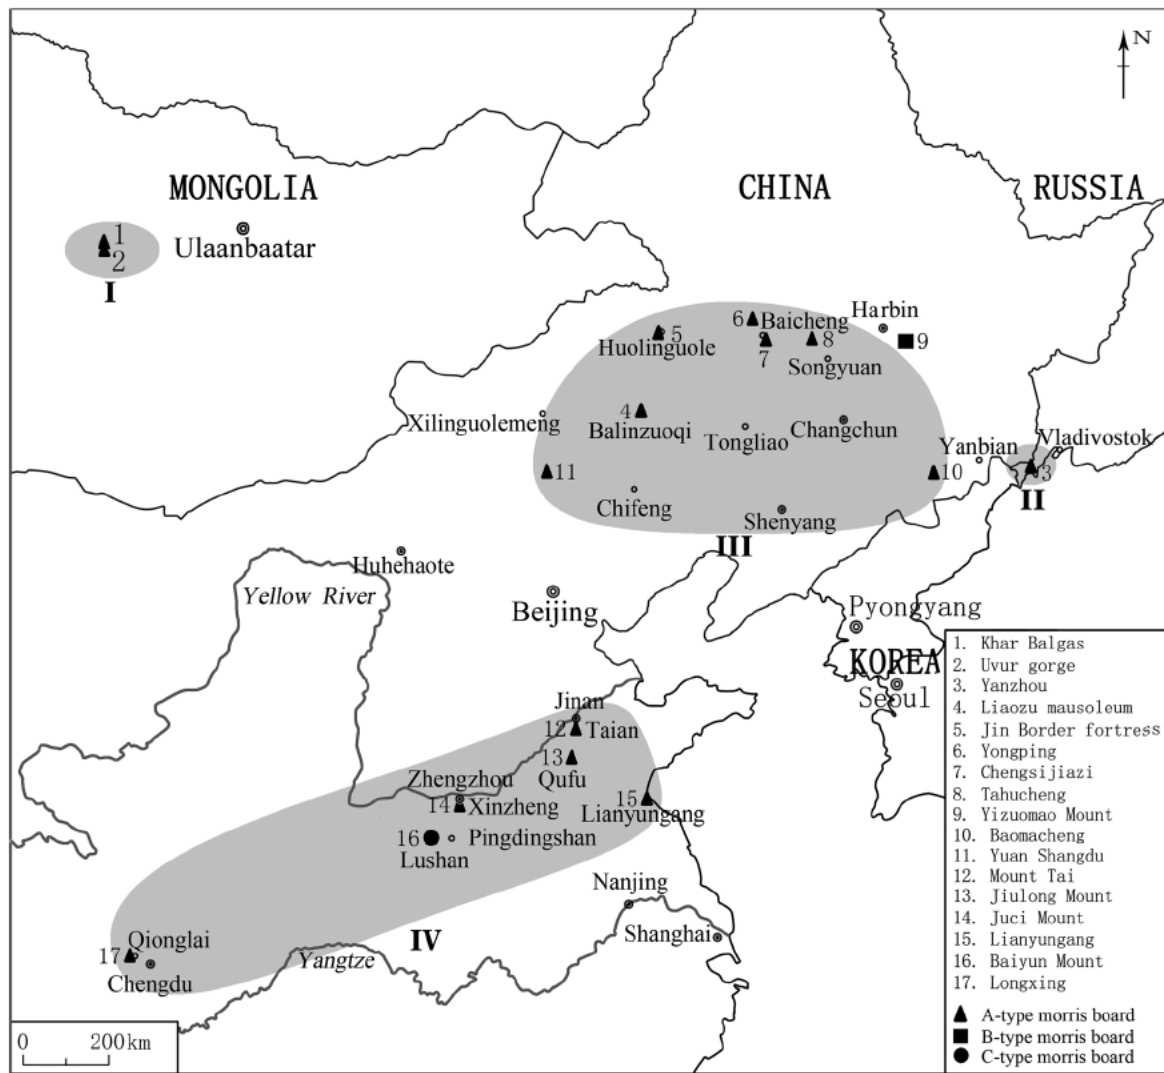 N
MONGOLIA
CHINA
RUSSIA
1
2
Ulaanbaatar
I
6
Baicheng
Harbin
5
Huolinguole
7
8
9
Songyuan
4
Balinzuoqi
Xilinguolemeng
Tongliao
Changchun
Yanbian
Vladivostok
11
10
3
Chifeng
II
Shenyang
III
Huhehaote
Yellow River
Beijing
Pyongyang
KOREA
Seoul
Jinan
12
Taian
13
Qufu
Zhengzhou
14
Xinzheng
15
Lianyungang
16
Pingdingshan
Lushan
Nanjing
Shanghai
IV
17
Qionglai
Yangtze
Chengdu
0 200km
1. Khar Balgas
2. Uvur gorge
3. Yanzhou
4. Liaozu mausoleum
5. Jin Border fortress
6. Yongping
7. Chengsijiazi
8. Tahucheng
9. Yizuomao Mount
10. Baomacheng
11. Yuan Shangdu
12. Mount Tai
13. Jiulong Mount
14. Juci Mount
15. Lianyungang
16. Baiyun Mount
17. Longxing
A-type morris board
B-type morris board
C-type morris board